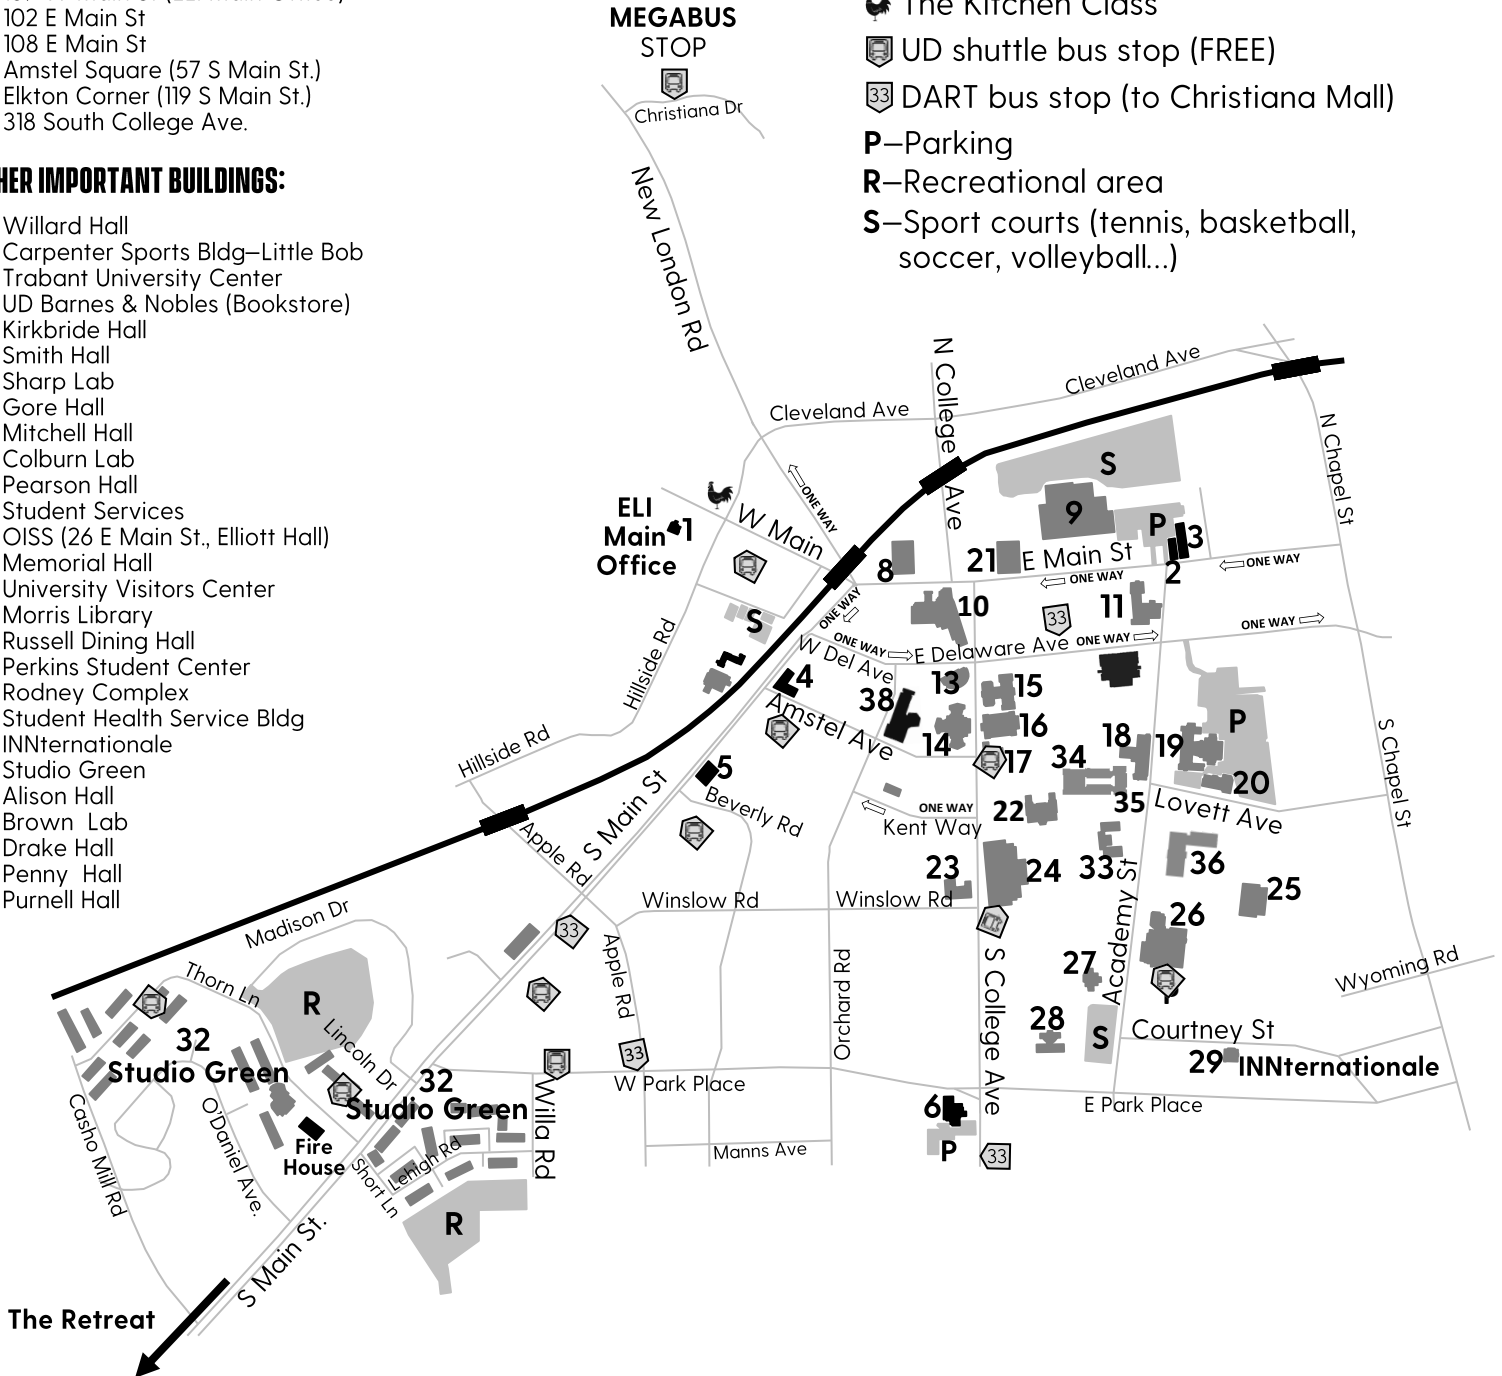 102 E Main St
108 E Main St
Amstel Square (57 S Main St.)
Elkton Corner (119 S Main St.)
318 South College Ave.
HER IMPORTANT BUILDINGS:
Willard Hall
Carpenter Sports Bldg–Little Bob
Trabant University Center
UD Barnes & Nobles (Bookstore)
Kirkbride Hall
Smith Hall
Sharp Lab
Gore Hall
Mitchell Hall
Colburn Lab
Pearson Hall
Student Services
OISS (26 E Main St., Elliott Hall)
Memorial Hall
University Visitors Center
Morris Library
Russell Dining Hall
Perkins Student Center
Rodney Complex
Student Health Service Bldg
INNternationale
Studio Green
Alison Hall
Brown Lab
Drake Hall
Penny Hall
Purnell Hall
MEGABUS
STOP
The Kitchen Class
UD shuttle bus stop (FREE)
33 DART bus stop (to Christiana Mall)
P–Parking
R–Recreational area
S–Sport courts (tennis, basketball,
soccer, volleyball...)
Christiana Dr
New London Rd
N College Ave
Cleveland Ave
Cleveland Ave
N Chapel St
S
ELI
Main
Office
1
W Main
ONE WAY
9
P
3
2
8
21
E Main St
ONE WAY
ONE WAY
10
33
11
S
ONE WAY
ONE WAY
W Del Ave
E Delaware Ave
ONE WAY
ONE WAY
Hillside Rd
4
38
13
15
Amstel Ave
14
16
17
18
19
P
20
34
35
Lovett Ave
S Chapel St
Hillside Rd
5
Beverly Rd
S Main St
Apple Rd
ONE WAY
Kent Way
22
23
24
33
36
25
Winslow Rd
Winslow Rd
26
Academy St
27
P
Wyoming Rd
Madison Dr
33
Thorn Ln
R
Apple Rd
Orchard Rd
S College Ave
28
S
Courtney St
29
INNternationale
Lincoln Dr
32
Studio Green
32
Studio Green
33
W Park Place
E Park Place
Willa Rd
6
P
33
Manns Ave
Casho Mill Rd
O'Daniel Ave.
Fire
House
Short Ln
Lehigh Rd
R
S Main St.
The Retreat